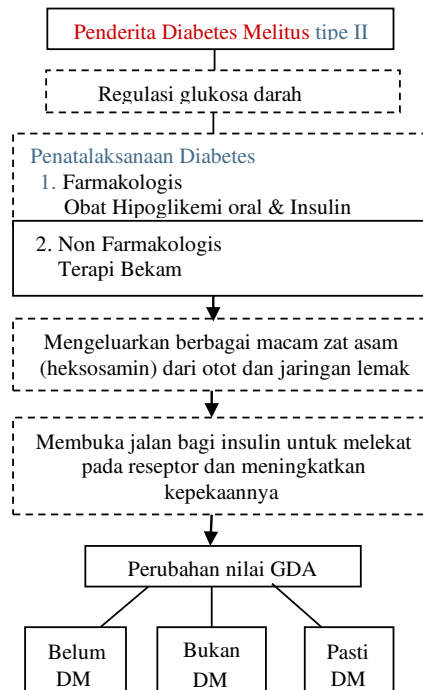 Penderita Diabetes Melitus tipe II
Regulasi glukosa darah
Penatalaksanaan Diabetes
1. Farmakologis
Obat Hipoglikemi oral & Insulin
2. Non Farmakologis
Terapi Bekam
Mengeluarkan berbagai macam zat asam
(heksosamin) dari otot dan jaringan lemak
Membuka jalan bagi insulin untuk melekat
pada reseptor dan meningkatkan
kepekaannya
Perubahan nilai GDA
Belum
DM
Bukan
DM
Pasti
DM